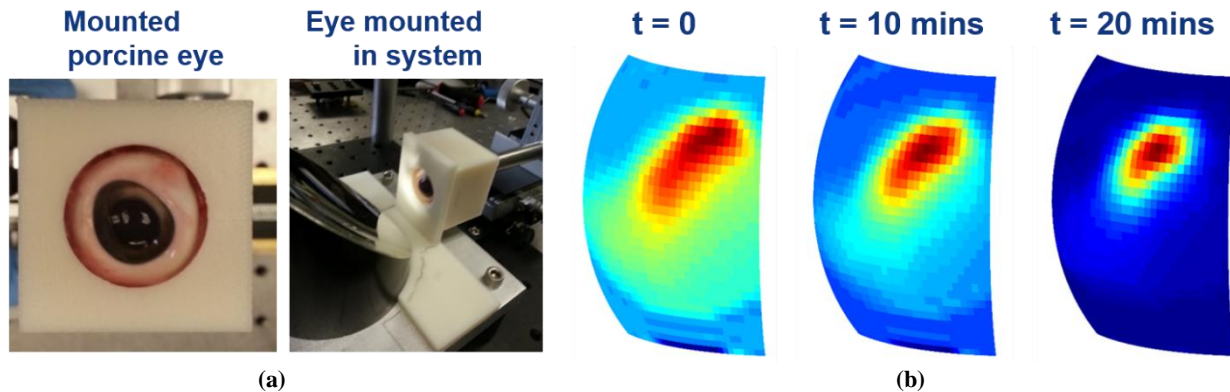 Mounted
porcine eye
Eye mounted
in system
t = 0
t = 10 mins
t = 20 mins
(a)
(b)